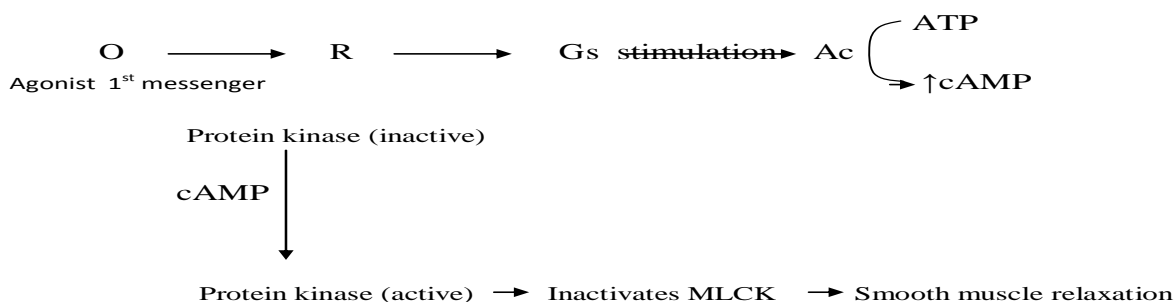 O R Gs stimulation Ac ATP
Agonist 1st messenger ↑cAMP
Protein kinase (inactive)
cAMP
Protein kinase (active) Inactivates MLCK Smooth muscle relaxation